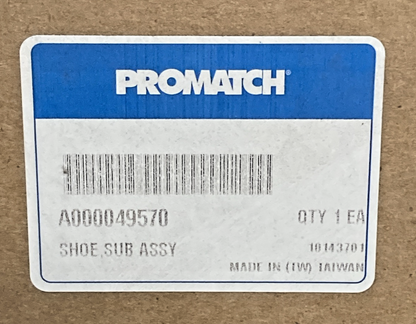 PROMATCH®
A000049570 QTY 1 EA
SHOE,SUB ASSY 10143701
MADE IN (TW) TAIWAN